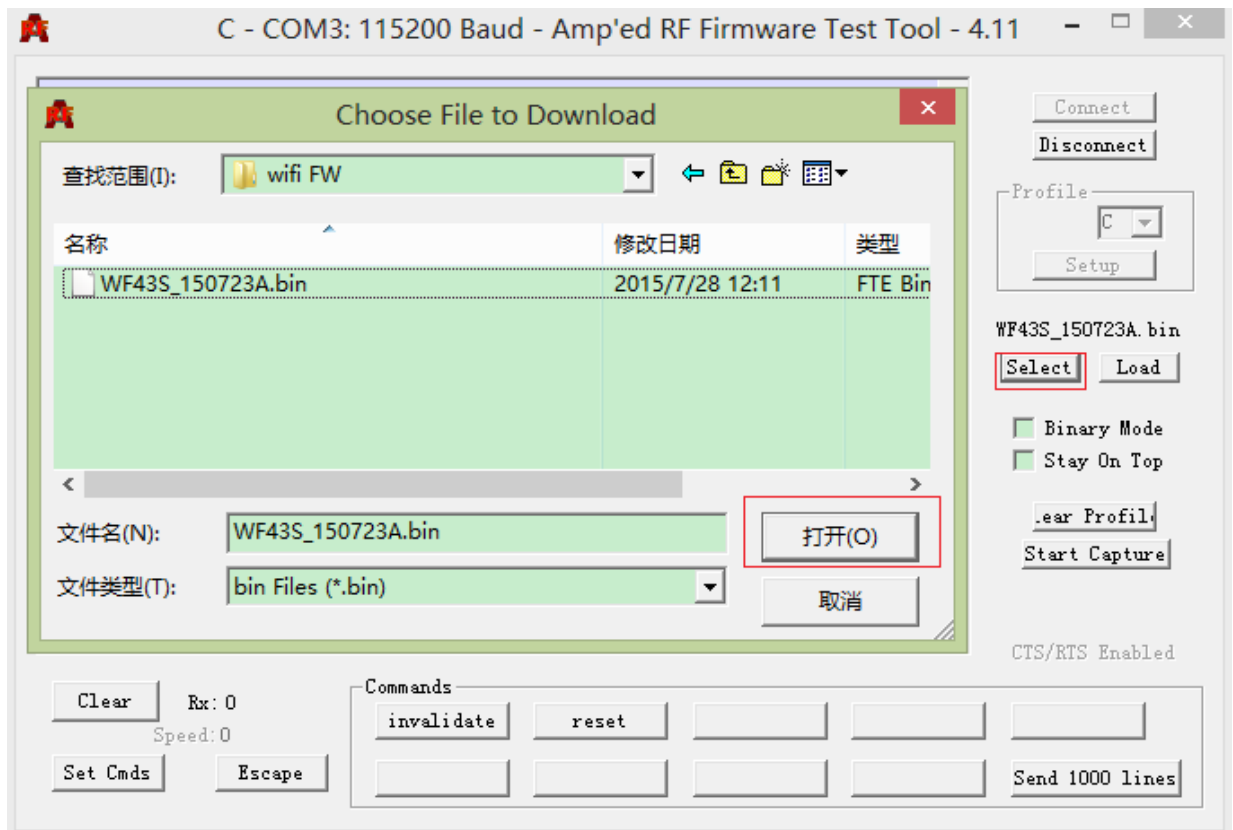 C - COM3: 115200 Baud - Amp'ed RF Firmware Test Tool - 4.11
Choose File to Download
查找范围(I): wifi FW
名称 修改日期 类型
WF43S_150723A.bin 2015/7/28 12:11 FTE Bin
文件名(N): WF43S_150723A.bin 打开(O)
文件类型(T): bin Files (*.bin) 取消
Connect
Disconnect
Profile
C
Setup
WF43S_150723A.bin
Select Load
Binary Mode
Stay On Top
.ear Profil
Start Capture
CTS/RTS Enabled
Clear Rx: 0
Speed: 0
Set Cmds Escape
Commands
invalidate reset
Send 1000 lines